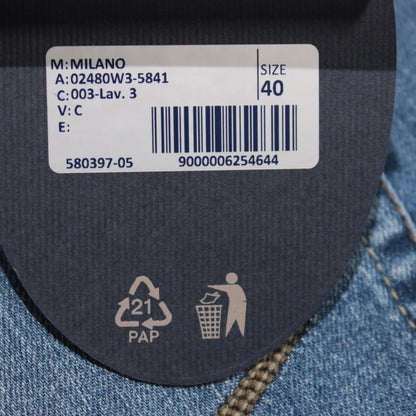 M: MILANO
A: 02480W3-5841
C: 003-Lav. 3
V: C
E:
SIZE
40
580397-05
9000006254644
21
PAP